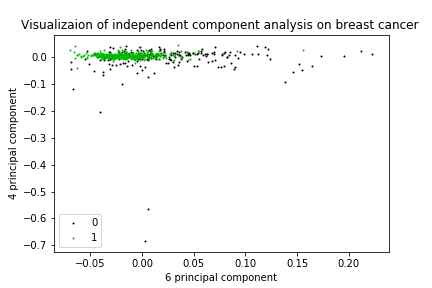 Visualizaion of independent component analysis on breast cancer
4 principal component
0.0
−0.1
−0.2
−0.3
−0.4
−0.5
−0.6
−0.7
0
1
−0.05 0.00 0.05 0.10 0.15 0.20
6 principal component